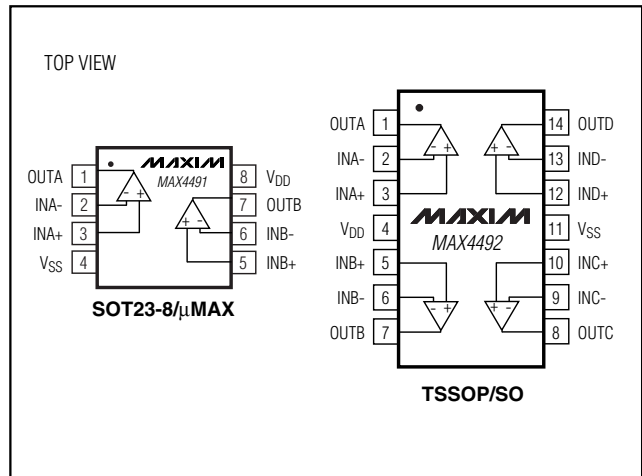 TOP VIEW
OUTA 1
INA- 2
INA+ 3
VSS 4
MAXIM
MAX4491
- +
+ -
8 VDD
7 OUTB
6 INB-
5 INB+
SOT23-8/μMAX
OUTA 1
INA- 2
INA+ 3
VDD 4
INB+ 5
INB- 6
OUTB 7
- +
+ -
MAXIM
MAX4492
- +
+ -
14 OUTD
13 IND-
12 IND+
11 VSS
10 INC+
9 INC-
8 OUTC
TSSOP/SO